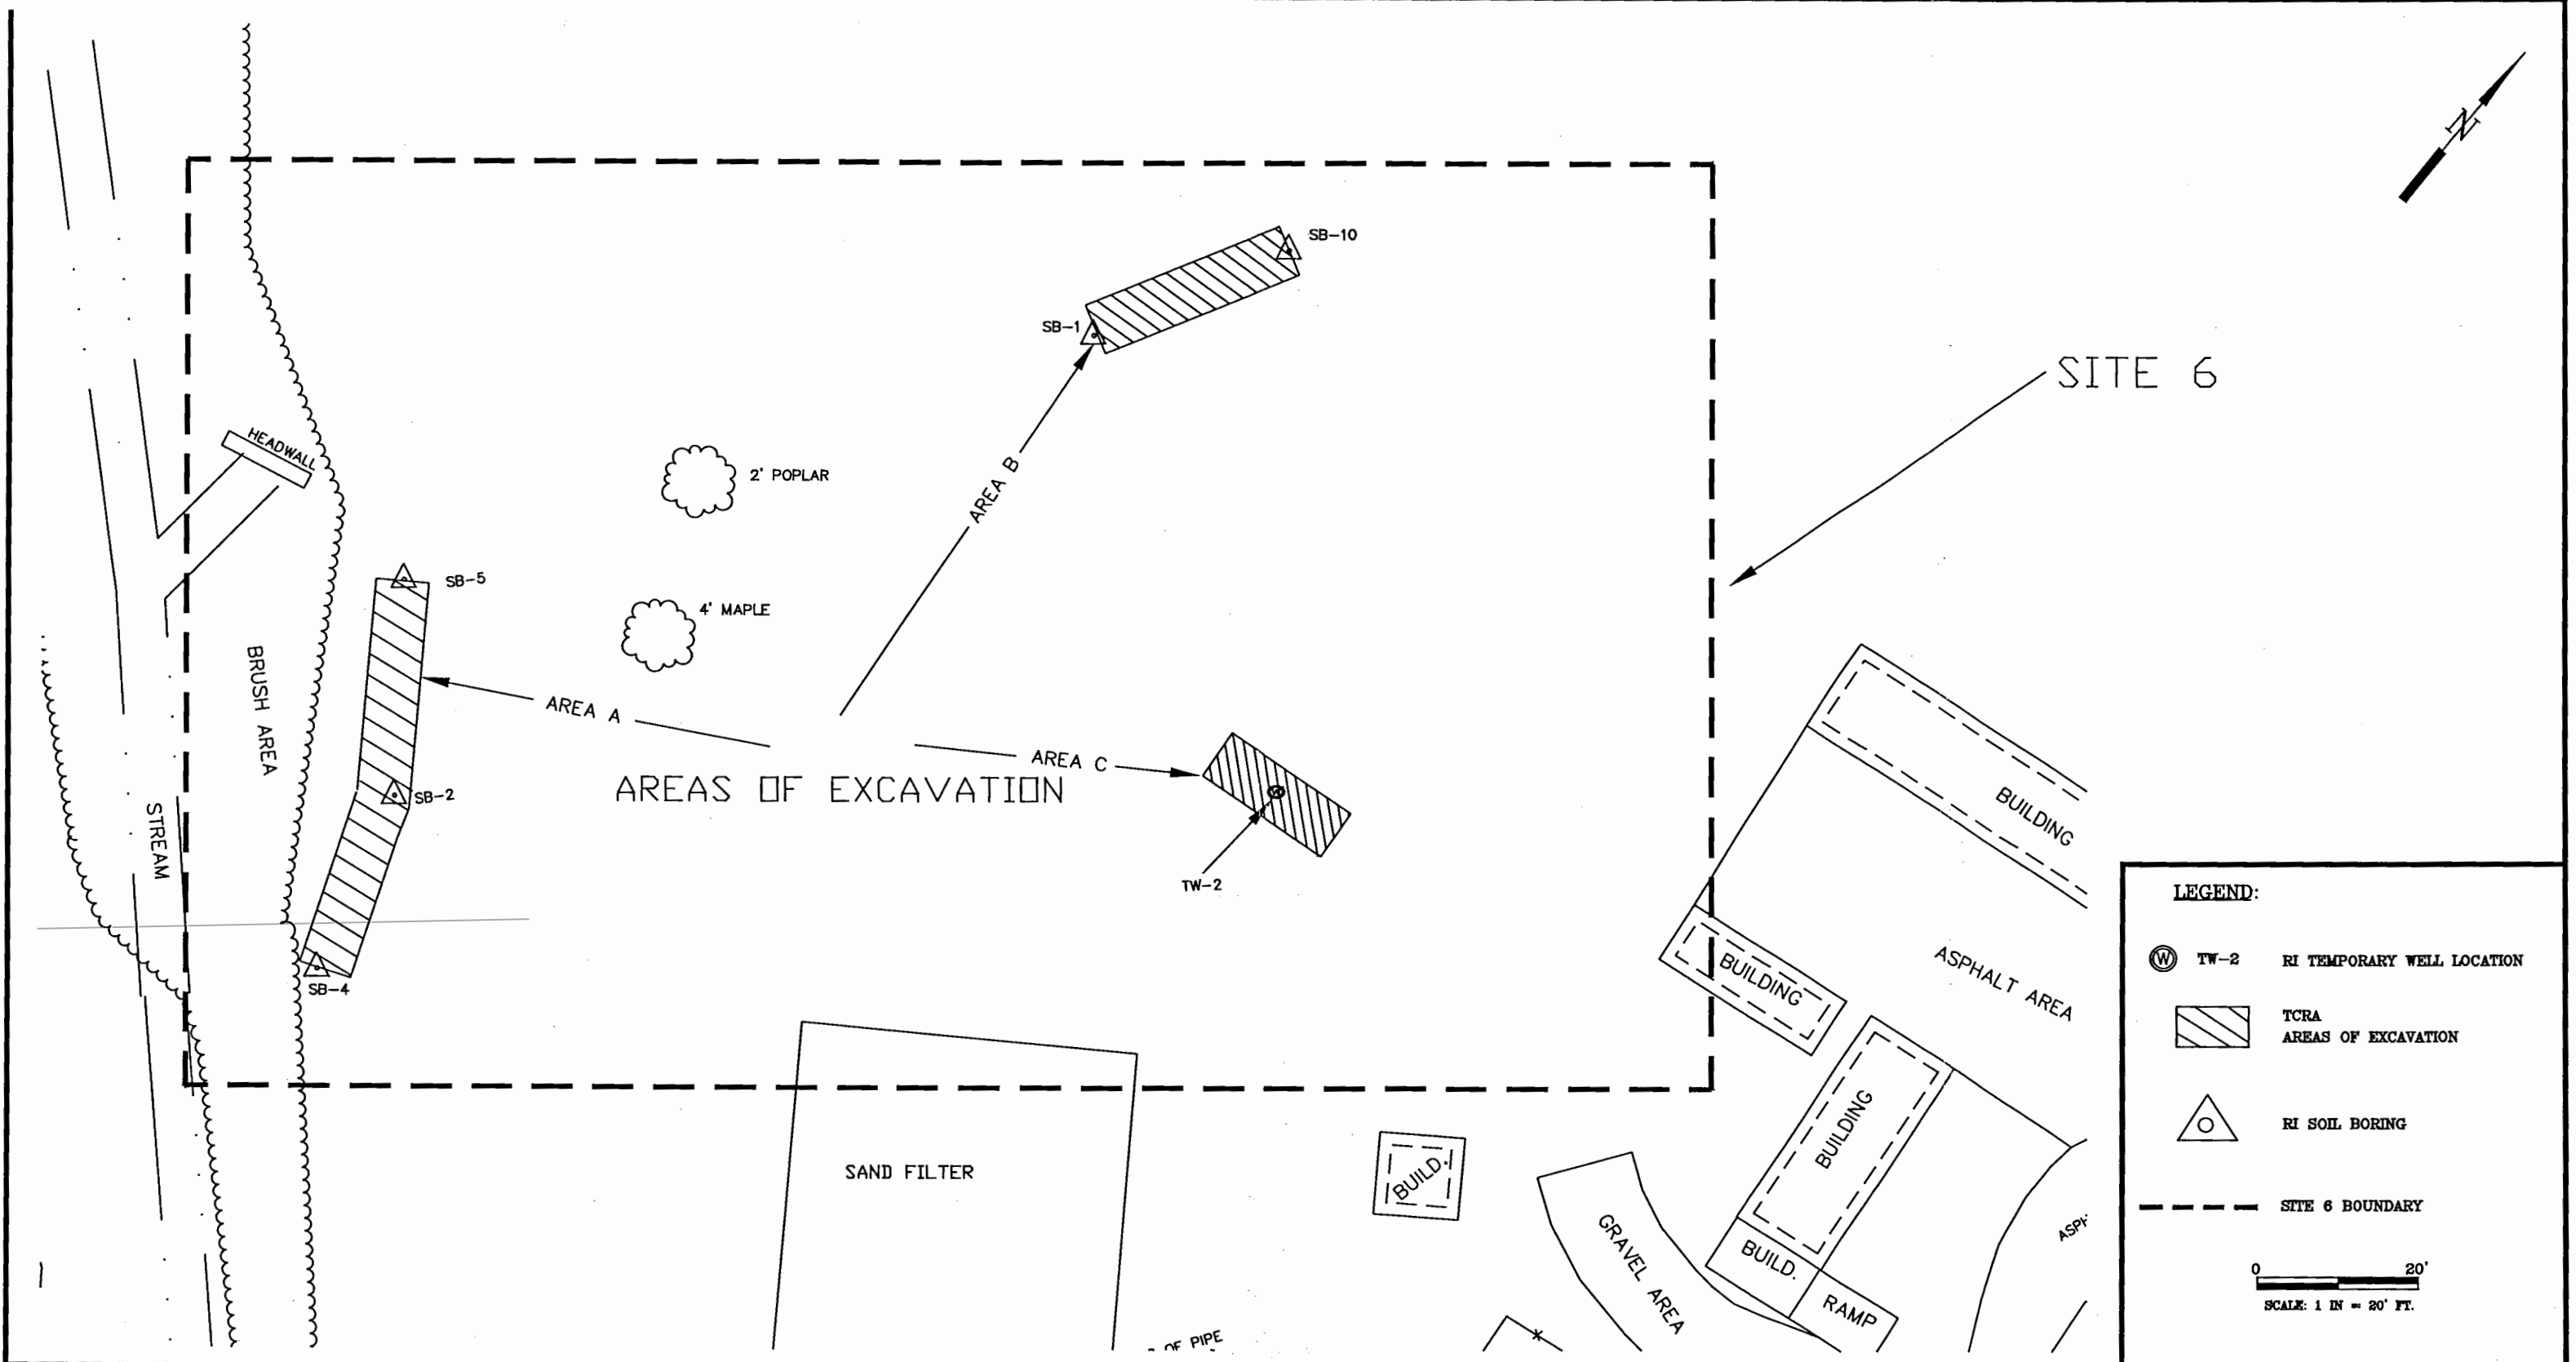 N
SB-10
SB-1
SITE 6
HEADWALL
2' POPLAR
AREA B
SB-5
4' MAPLE
BRUSH AREA
AREA A
AREA C
AREAS OF EXCAVATION
SB-2
STREAM
TW-2
SB-4
BUILDING
BUILDING
ASPHALT AREA
BUILDING
SAND FILTER
BUILD.
GRAVEL AREA
BUILD.
RAMP
OF PIPE
LEGEND:
W TW-2 RI TEMPORARY WELL LOCATION
TCRA
AREAS OF EXCAVATION
RI SOIL BORING
SITE 6 BOUNDARY
0 20'
SCALE: 1 IN = 20' FT.